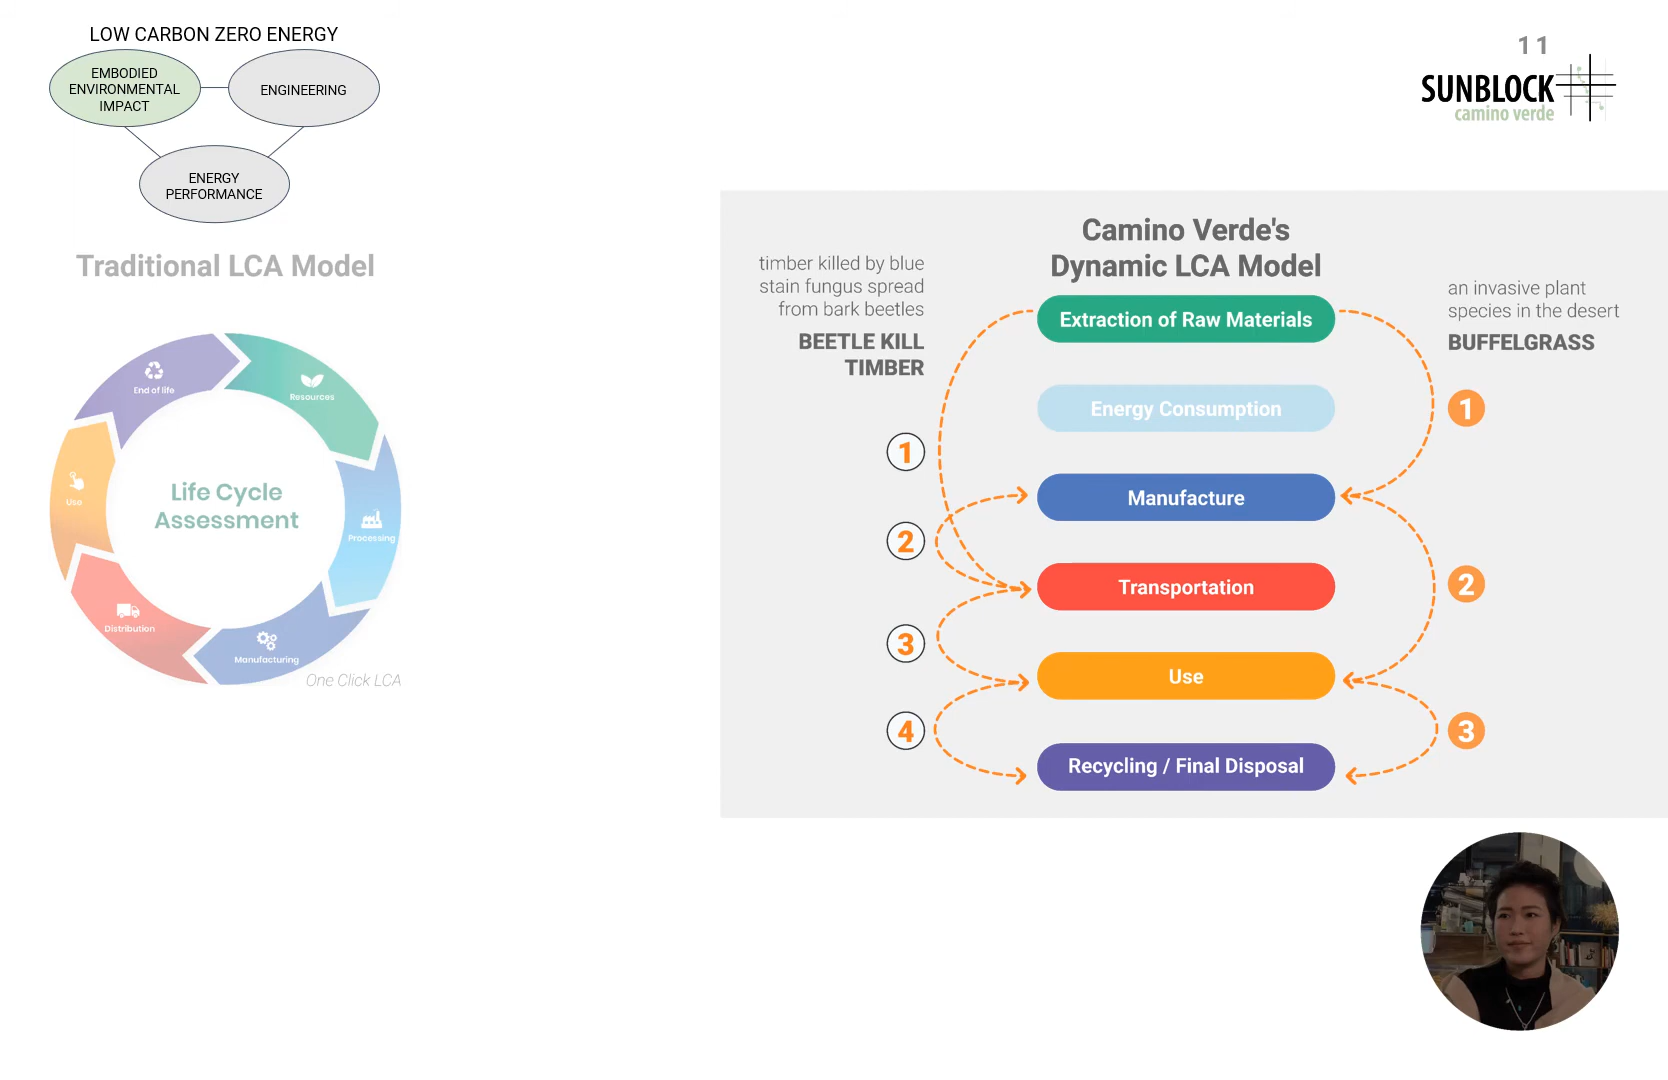 LOW CARBON ZERO ENERGY
EMBODIED
ENVIRONMENTAL
IMPACT
ENGINEERING
ENERGY
PERFORMANCE
11
SUNBLOCK
camino verde
Traditional LCA Model
End of life
Resources
Use
Life Cycle
Assessment
Processing
Distribution
Manufacturing
One Click LCA
Camino Verde's
Dynamic LCA Model
timber killed by blue
stain fungus spread
from bark beetles
BEETLE KILL
TIMBER
an invasive plant
species in the desert
BUFFELGRASS
Extraction of Raw Materials
Energy Consumption
1
1
Manufacture
2
Transportation
2
3
Use
4
3
Recycling / Final Disposal